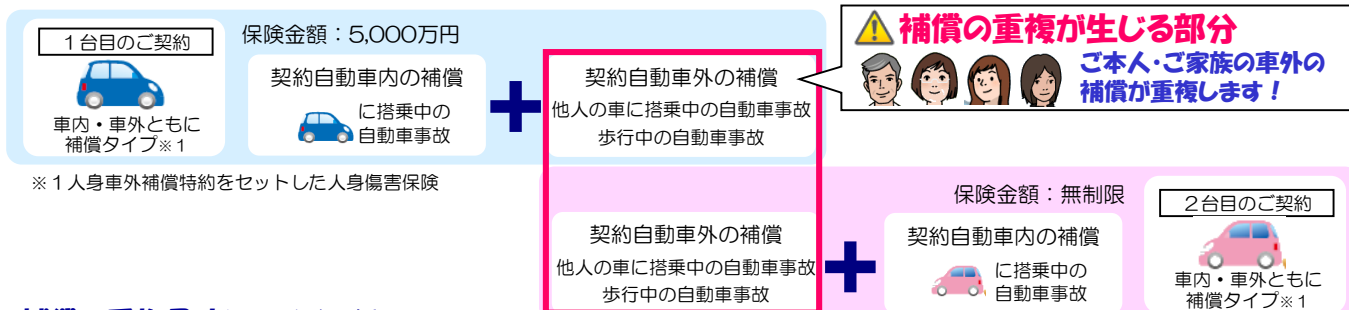 1台目のご契約
車内・車外ともに
補償タイプ※1
保険金額：5,000万円
契約自動車内の補償
に搭乗中の
自動車事故
契約自動車外の補償
他人の車に搭乗中の自動車事故
歩行中の自動車事故
補償の重複が生じる部分
ご本人・ご家族の車外の
補償が重複します！
※1人身車外補償特約をセットした人身傷害保険
契約自動車外の補償
他人の車に搭乗中の自動車事故
歩行中の自動車事故
保険金額：無制限
契約自動車内の補償
に搭乗中の
自動車事故
2台目のご契約
車内・車外ともに
補償タイプ※1